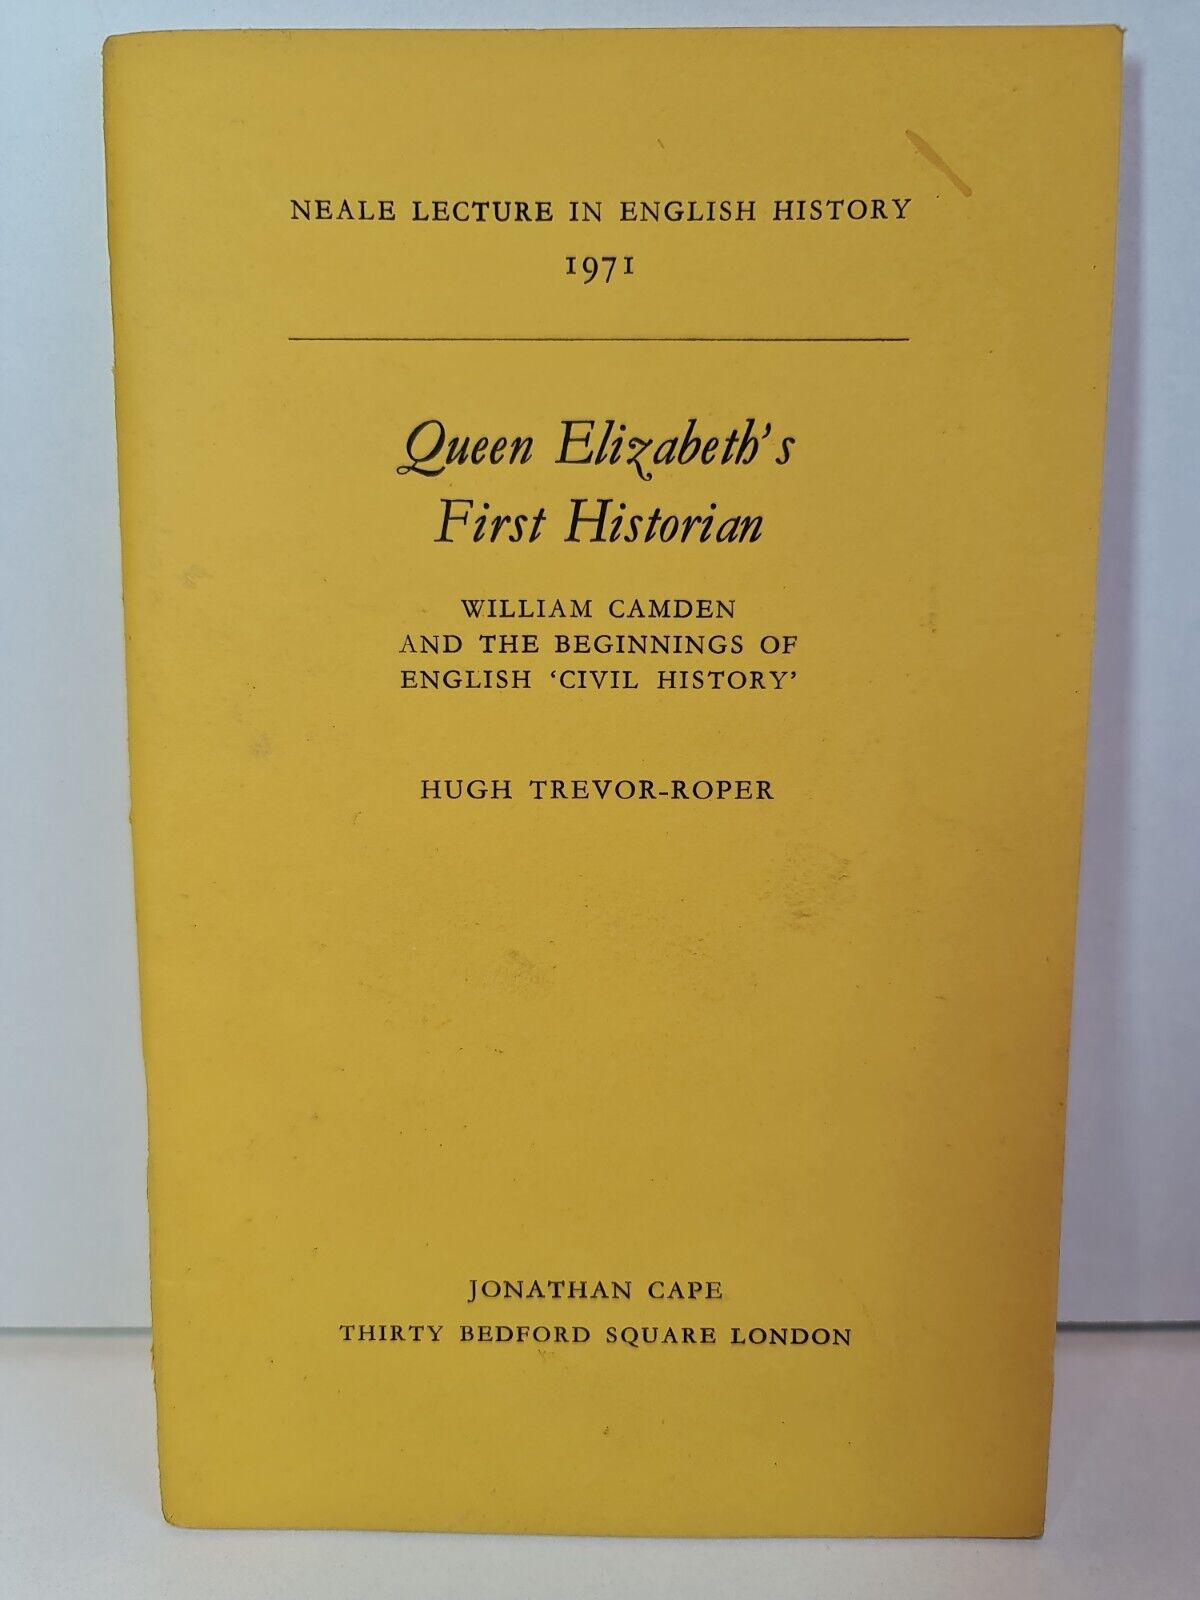 NEALE LECTURE IN ENGLISH HISTORY
1971
Queen Elizabeth's
First Historian
WILLIAM CAMDEN
AND THE BEGINNINGS OF
ENGLISH ‘CIVIL HISTORY’
HUGH TREVOR-ROPER
JONATHAN CAPE
THIRTY BEDFORD SQUARE LONDON